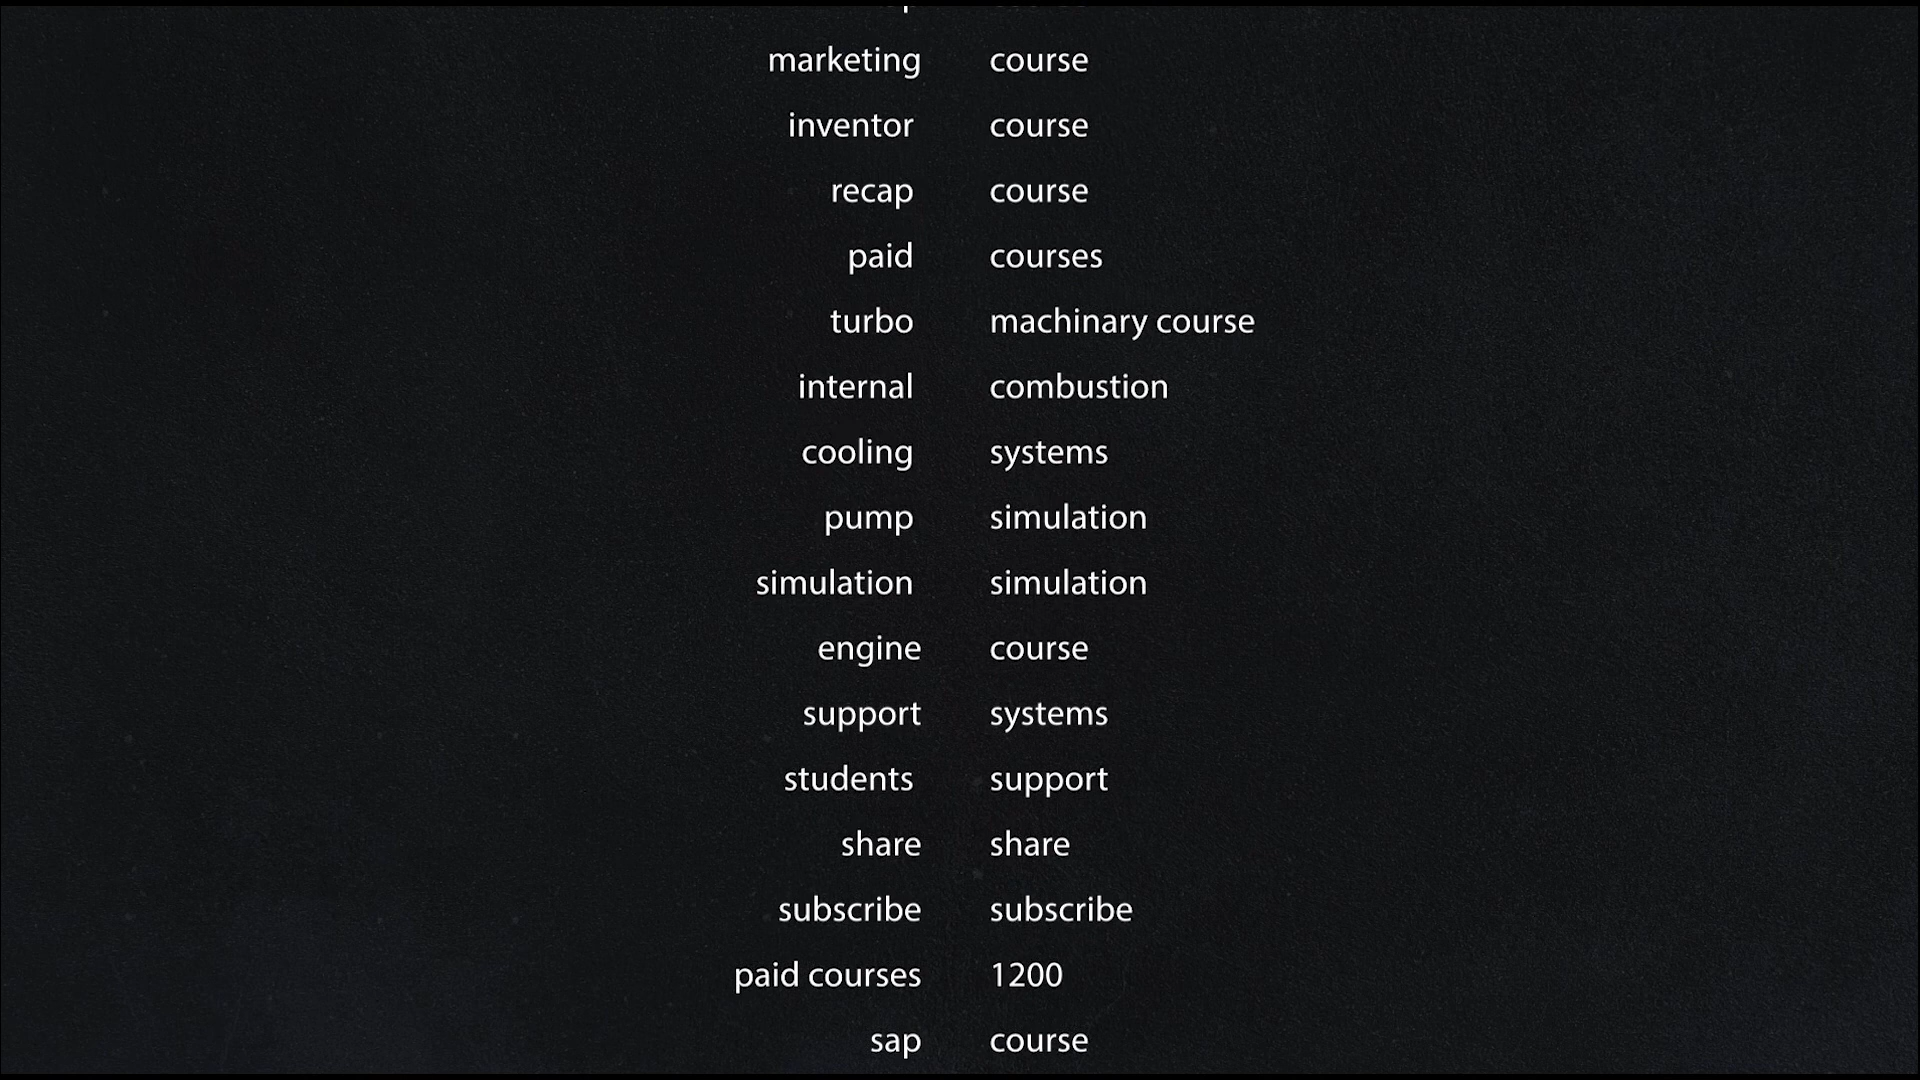 marketing course
inventor course
recap course
paid courses
turbo machinary course
internal combustion
cooling systems
pump simulation
simulation simulation
engine course
support systems
students support
share share
subscribe subscribe
paid courses 1200
sap course